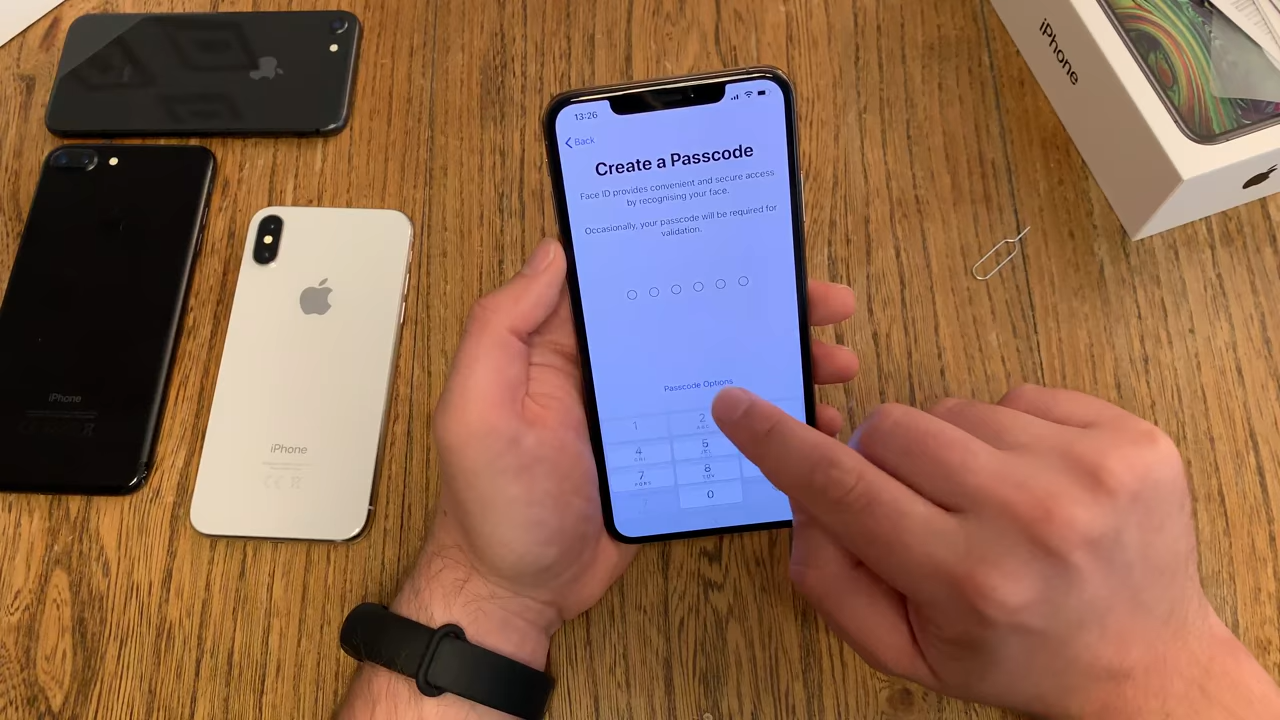 13:26
Back
Create a Passcode
Face ID provides convenient and secure access
by recognising your face.
Occasionally, your passcode will be required for
validation.
Passcode Options
1
2
ABC
4
GHI
5
JKL
7
PQRS
8
TUV
0
iPhone
iPhone
iPhone